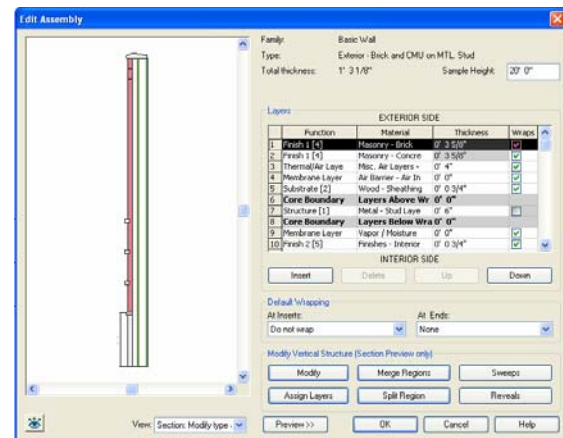 Edit Assembly
Family: Basic Wall
Type: Exterior - Brick and CMU on MTL. Stud
Total thickness: 1' 3 1/8" Sample Height: 20' 0"
Layers
EXTERIOR SIDE
Function Material Thickness Wraps
1 Finish 1 [4] Masonry - Brick 0' 3 5/8"
2 Finish 1 [4] Masonry - Concre 0' 3 5/8"
3 Thermal/Air Laye Misc. Air Layers - 0' 4"
4 Membrane Layer Air Barrier - Air In 0' 0"
5 Substrate [2] Wood - Sheathing 0' 0 3/4"
6 Core Boundary Layers Above Wr 0' 0"
7 Structure [1] Metal - Stud Laye 0' 6"
8 Core Boundary Layers Below Wra 0' 0"
9 Membrane Layer Vapor / Moisture 0' 0"
10 Finish 2 [5] Finishes - Interior 0' 0 3/4"
INTERIOR SIDE
Insert Delete Up Down
Default Wrapping
At Inserts: At Ends:
Do not wrap None
Modify Vertical Structure (Section Preview only)
Modify Merge Regions Sweeps
Assign Layers Split Region Reveals
View: Section: Modify type Preview >> OK Cancel Help